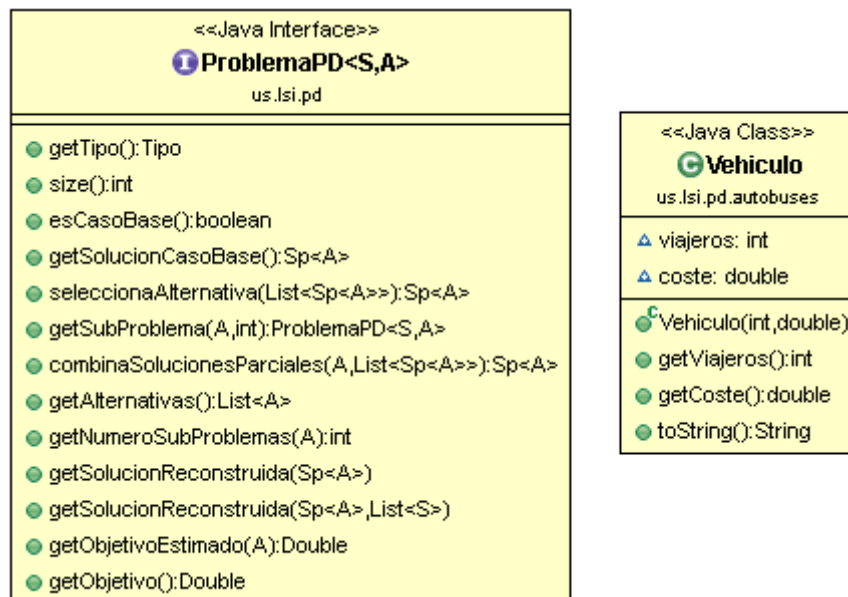 <<Java Interface>>
I ProblemaPD<S,A>
us.lsi.pd
getTipo():Tipo
size():int
esCasoBase():boolean
getSolucionCasoBase():Sp<A>
seleccionaAlternativa(List<Sp<A>>):Sp<A>
getSubProblema(A,int):ProblemaPD<S,A>
combinaSolucionesParciales(A,List<Sp<A>>):Sp<A>
getAlternativas():List<A>
getNumeroSubProblemas(A):int
getSolucionReconstruida(Sp<A>)
getSolucionReconstruida(Sp<A>,List<S>)
getObjetivoEstimado(A):Double
getObjetivo():Double
<<Java Class>>
C Vehiculo
us.lsi.pd.autobuses
viajeros: int
coste: double
C Vehiculo(int,double)
getViajeros():int
getCoste():double
toString():String